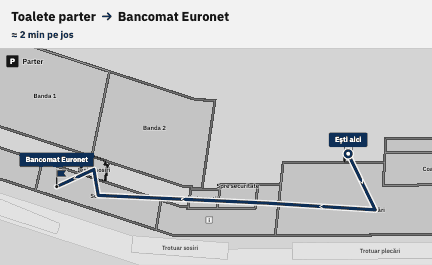 Toalete parter → Bancomat Euronet
≈ 2 min pe jos
P Parter
Banda 1
Banda 2
Ești aici
Bancomat Euronet
Spre securitate
Trotuar sosiri
Trotuar plecări